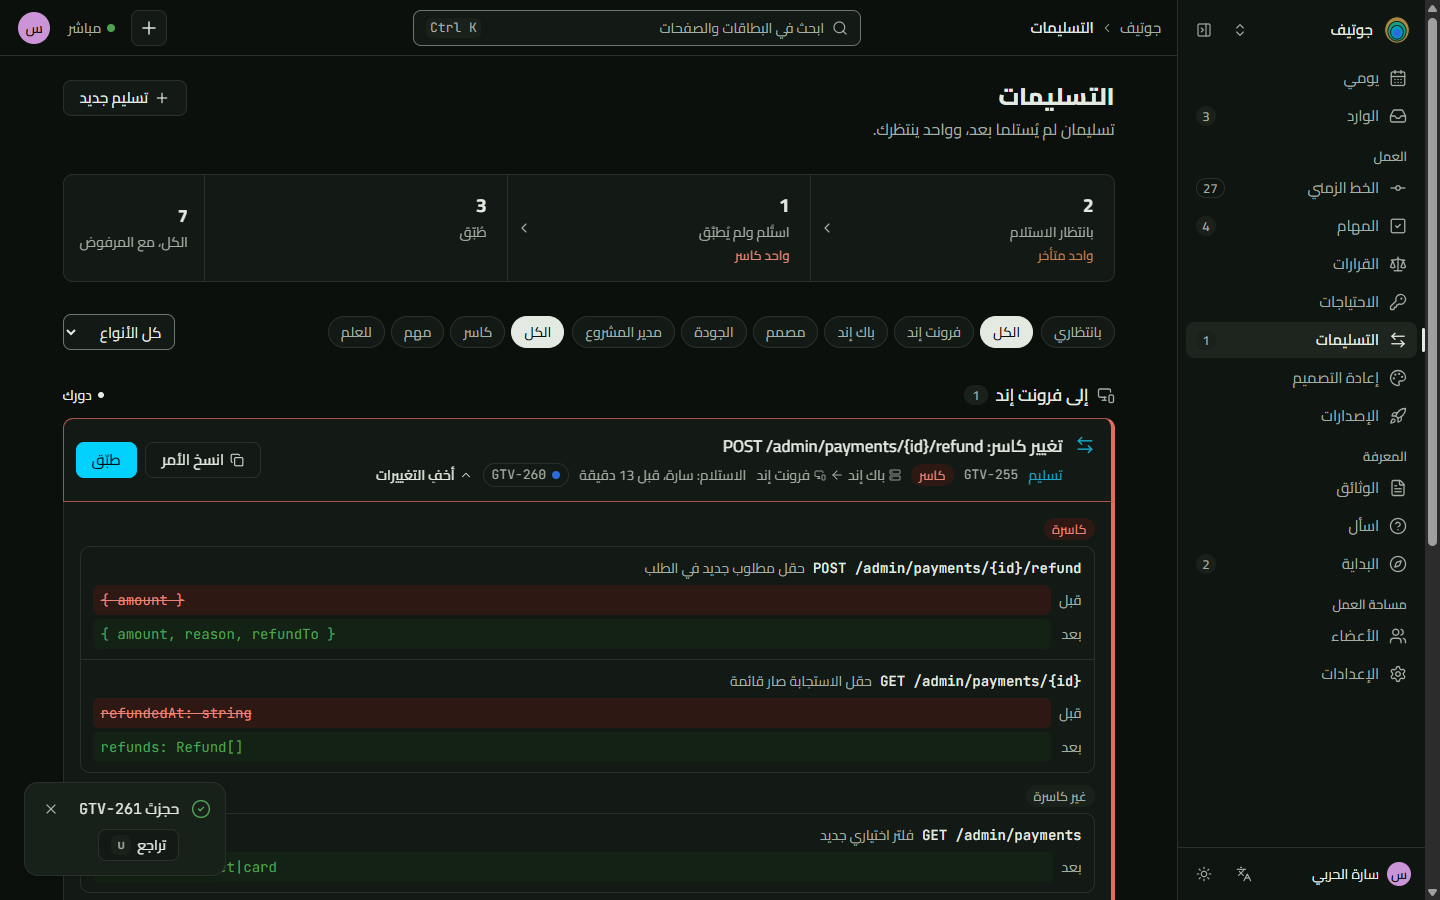 جوتيف
يومي
الوارد
3
العمل
الخط الزمني
27
المهام
4
القرارات
الاحتياجات
التسليمات
1
إعادة التصميم
الإصدارات
المعرفة
الوثائق
اسأل
البداية
2
مساحة العمل
الأعضاء
الإعدادات
س سارة الحربي
جوتيف › التسليمات
ابحث في البطاقات والصفحات
Ctrl K
مباشر
س
التسليمات
تسليمان لم يُستلما بعد، وواحد ينتظرك.
تسليم جديد
2
بانتظار الاستلام
واحد متأخر
1
استُلم ولم يُطبَّق
واحد كاسر
3
طُبّق
7
الكل، مع المرفوض
بانتظاري الكل فرونت إند باك إند مصمم الجودة مدير المشروع الكل كاسر مهم للعلم
كل الأنواع
إلى فرونت إند 1
دورك
تغيير كاسر: POST /admin/payments/{id}/refund
تسليم GTV-255 كاسر باك إند ← فرونت إند الاستلام: سارة، قبل 13 دقيقة GTV-260 أخفِ التغييرات
انسخ الأمر
طبّق
كاسرة
POST /admin/payments/{id}/refund حقل مطلوب جديد في الطلب
قبل { amount }
بعد { amount, reason, refundTo }
GET /admin/payments/{id} حقل الاستجابة صار قائمة
قبل refundedAt: string
بعد refunds: Refund[]
غير كاسرة
GET /admin/payments فلتر اختياري جديد
بعد t|card
حجزتَ GTV-261
تراجع U